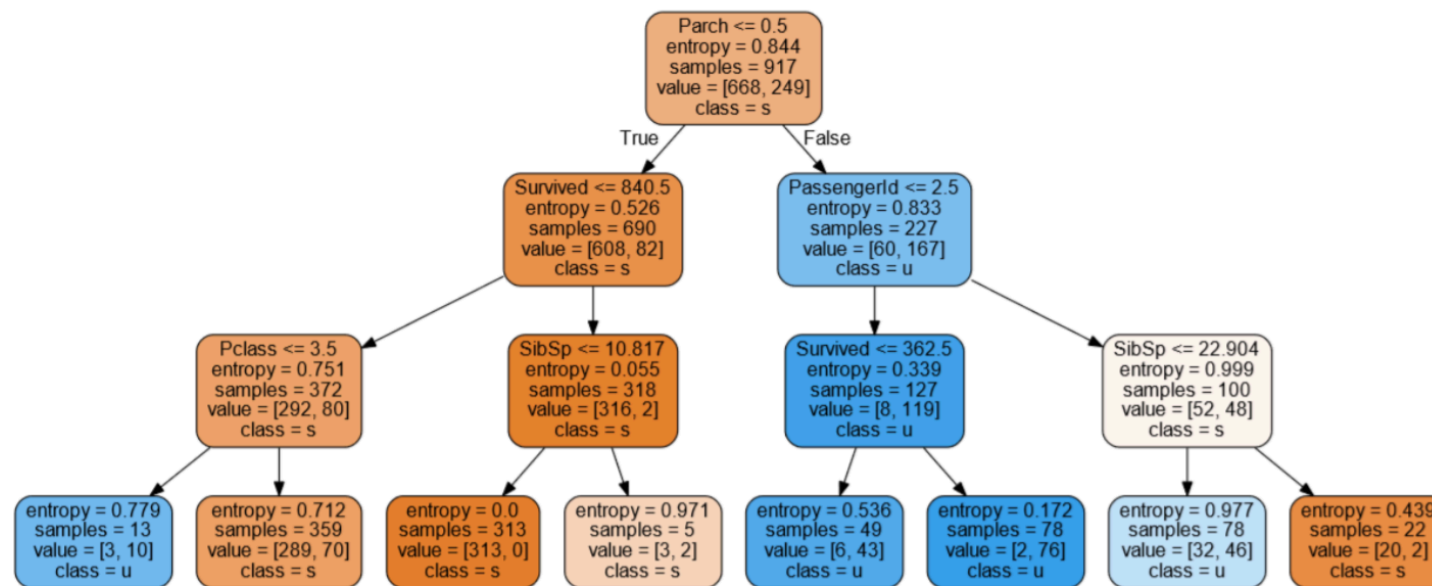 Parch <= 0.5
entropy = 0.844
samples = 917
value = [668, 249]
class = s
True
False
Survived <= 840.5
entropy = 0.526
samples = 690
value = [608, 82]
class = s
PassengerId <= 2.5
entropy = 0.833
samples = 227
value = [60, 167]
class = u
Pclass <= 3.5
entropy = 0.751
samples = 372
value = [292, 80]
class = s
SibSp <= 10.817
entropy = 0.055
samples = 318
value = [316, 2]
class = s
Survived <= 362.5
entropy = 0.339
samples = 127
value = [8, 119]
class = u
SibSp <= 22.904
entropy = 0.999
samples = 100
value = [52, 48]
class = s
entropy = 0.779
samples = 13
value = [3, 10]
class = u
entropy = 0.712
samples = 359
value = [289, 70]
class = s
entropy = 0.0
samples = 313
value = [313, 0]
class = s
entropy = 0.971
samples = 5
value = [3, 2]
class = s
entropy = 0.536
samples = 49
value = [6, 43]
class = u
entropy = 0.172
samples = 78
value = [2, 76]
class = u
entropy = 0.977
samples = 78
value = [32, 46]
class = u
entropy = 0.439
samples = 22
value = [20, 2]
class = s